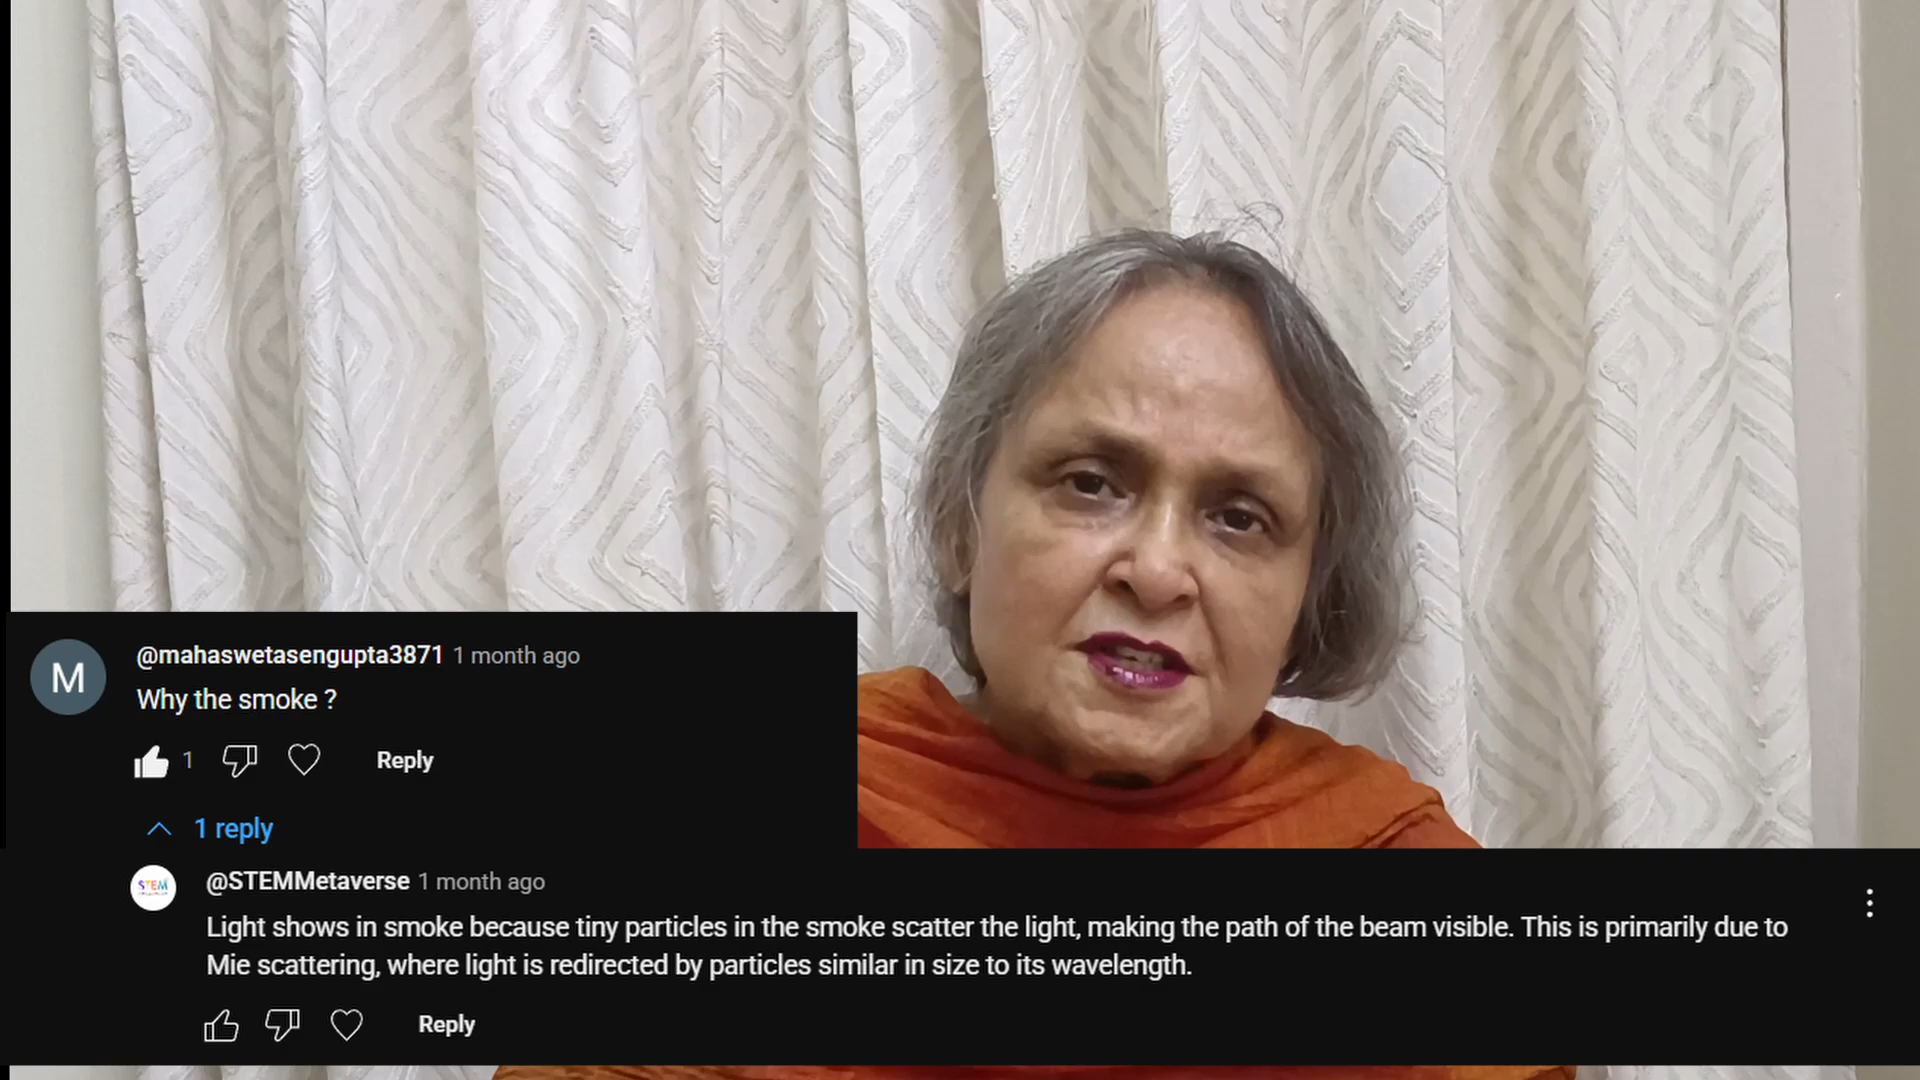 M
@mahaswetasengupta3871 1 month ago
Why the smoke ?
1
Reply
1 reply
STEM
@STEMMetaverse 1 month ago
Light shows in smoke because tiny particles in the smoke scatter the light, making the path of the beam visible. This is primarily due to
Mie scattering, where light is redirected by particles similar in size to its wavelength.
Reply